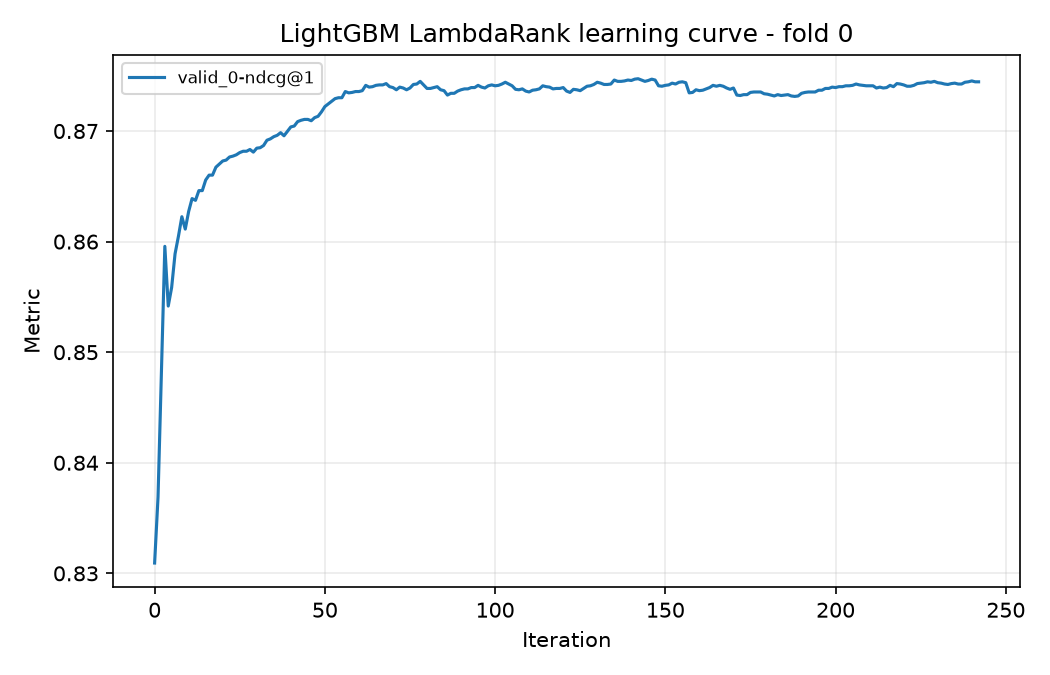 LightGBM LambdaRank learning curve - fold 0
valid_0-ndcg@1
Metric
0.87
0.86
0.85
0.84
0.83
0
50
100
150
200
250
Iteration